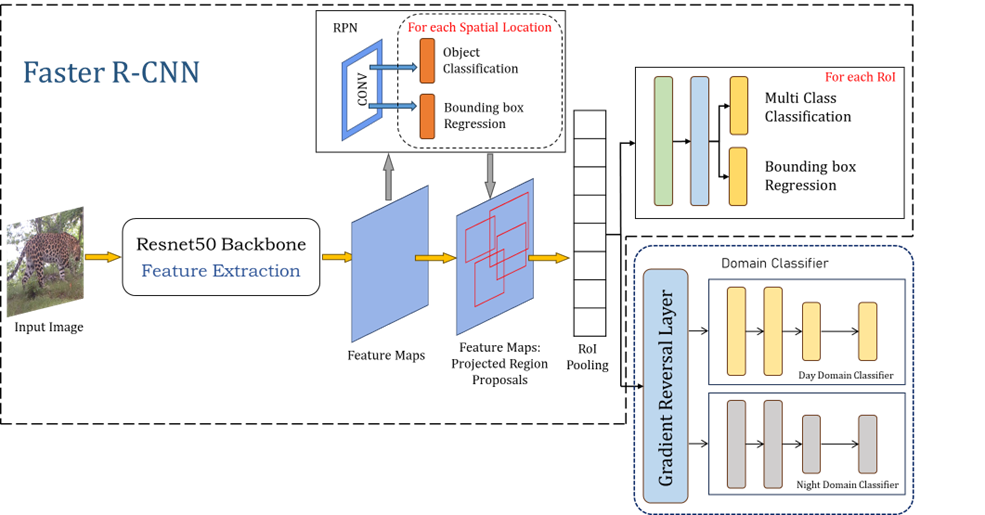 Faster R-CNN
RPN
For each Spatial Location
CONV
Object
Classification
Bounding box
Regression
For each RoI
Multi Class
Classification
Bounding box
Regression
Resnet50 Backbone
Feature Extraction
Input Image
Feature Maps
Feature Maps:
Projected Region
Proposals
RoI
Pooling
Domain Classifier
Gradient Reversal Layer
Day Domain Classifier
Night Domain Classifier